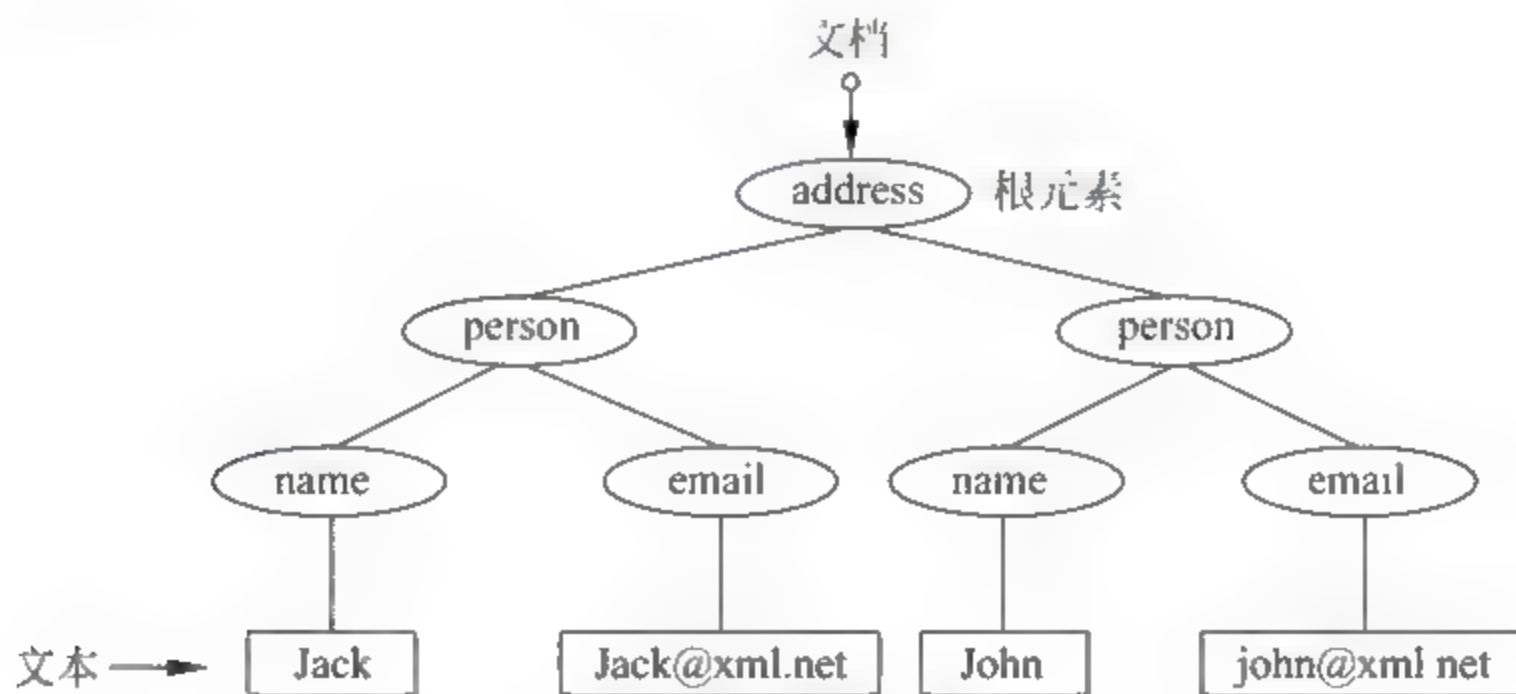 文档
address 根元素
person person
name email name email
文本 Jack Jack@xml.net John john@xml net